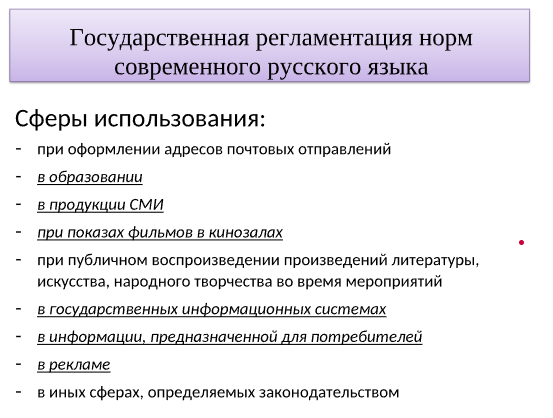 Государственная регламентация норм
современного русского языка
Сферы использования:
- при оформлении адресов почтовых отправлений
- в образовании
- в продукции СМИ
- при показах фильмов в кинозалах
- при публичном воспроизведении произведений литературы,
искусства, народного творчества во время мероприятий
- в государственных информационных системах
- в информации, предназначенной для потребителей
- в рекламе
- в иных сферах, определяемых законодательством